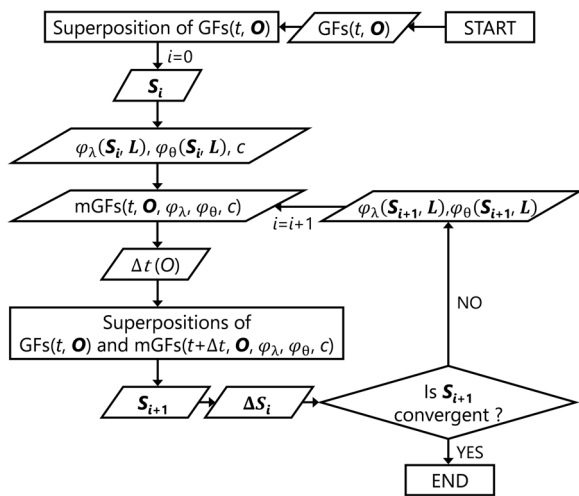 START
GFs(t, O)
Superposition of GFs(t, O)
i=0
Sᵢ
φλ(Sᵢ, L), φθ(Sᵢ, L), c
mGFs(t, O, φλ, φθ, c)
Δt(O)
Superpositions of
GFs(t, O) and mGFs(t+Δt, O, φλ, φθ, c)
Sᵢ₊₁
ΔSᵢ
Is Sᵢ₊₁
convergent ?
NO
φλ(Sᵢ₊₁, L),φθ(Sᵢ₊₁, L)
i=i+1
YES
END